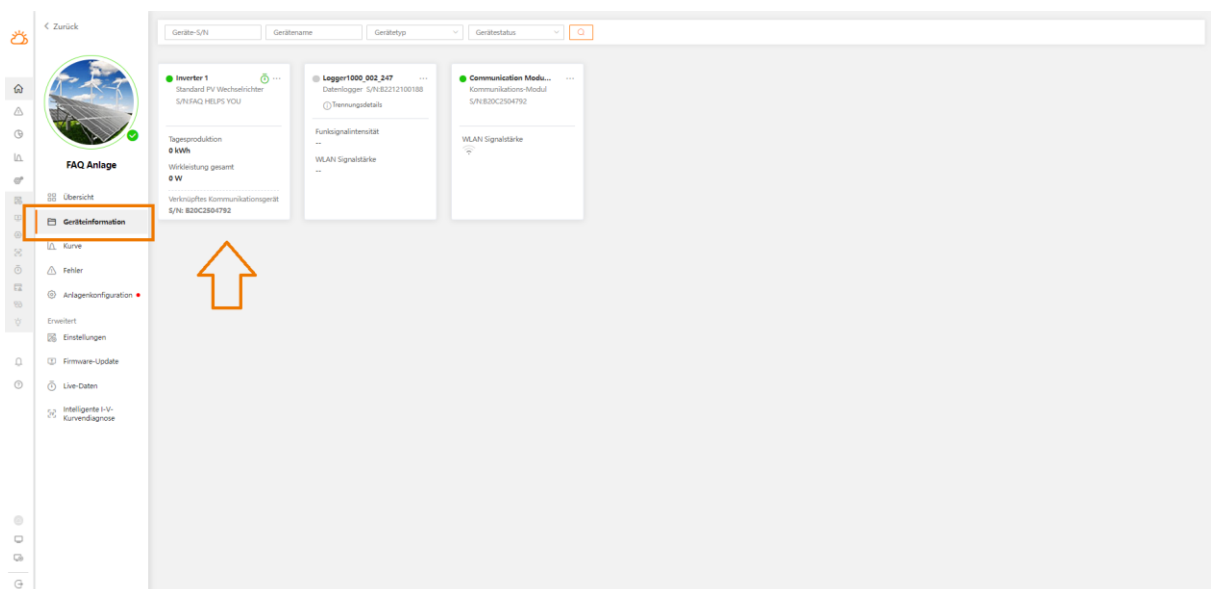 Zurück
Geräte-S/N
Gerätename
Gerätetyp
Gerätestatus
FAQ Anlage
Übersicht
Geräteinformation
Kurve
Fehler
Anlagenkonfiguration
Erweitert
Einstellungen
Firmware-Update
Live-Daten
Intelligente I-V-
Kurvendiagnose
Inverter 1
Standard PV Wechselrichter
S/N:FAQ HELPS YOU
Tagesproduktion
0 kWh
Wirkleistung gesamt
0 W
Verknüpftes Kommunikationsgerät
S/N: B20C2504792
Logger1000_002_247
Datenlogger S/N:B2212100188
Trennungsdetails
Funksignalintensität
--
WLAN Signalstärke
--
Communication Modu...
Kommunikations-Modul
S/N:B20C2504792
WLAN Signalstärke